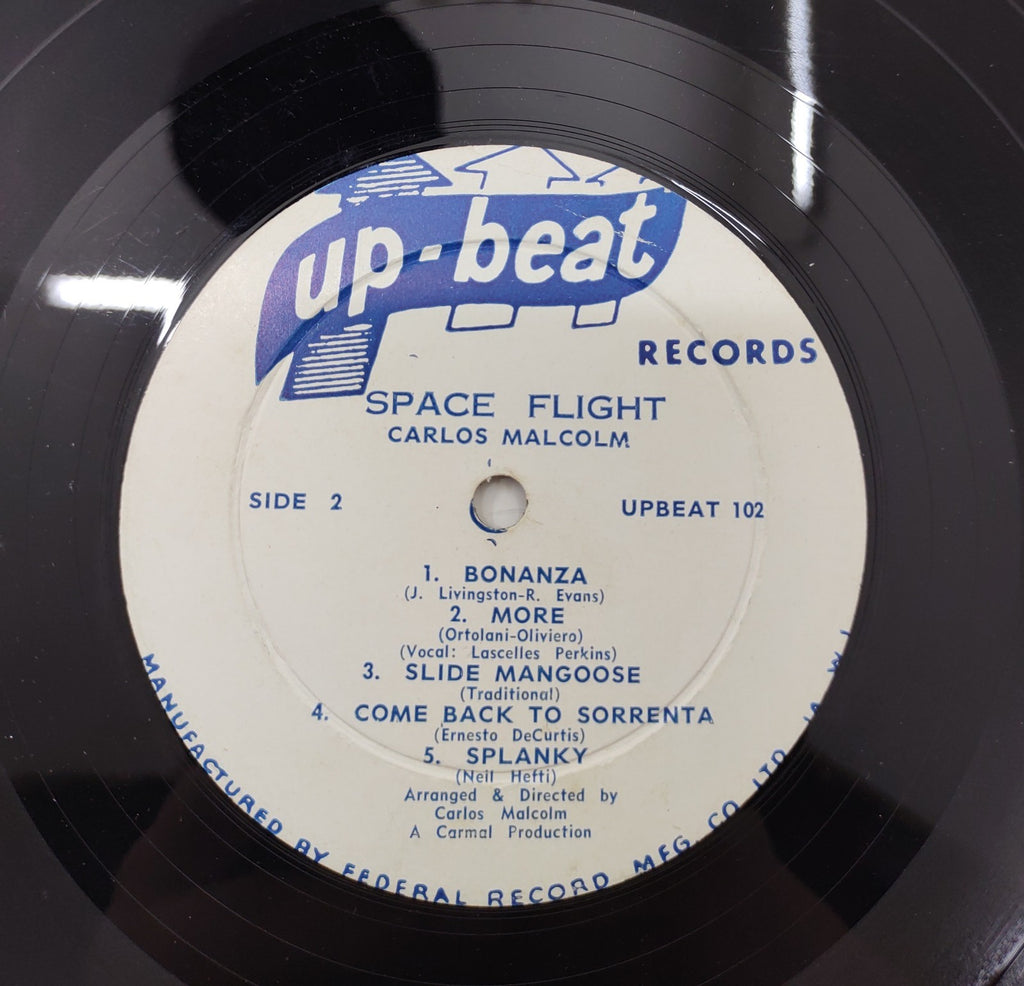 up-beat
RECORDS
SPACE FLIGHT
CARLOS MALCOLM
SIDE 2
UPBEAT 102
1. BONANZA
(J. Livingston-R. Evans)
2. MORE
(Ortolani-Oliviero)
(Vocal: Lascelles Perkins)
3. SLIDE MANGOOSE
(Traditional)
4. COME BACK TO SORRENTA
(Ernesto DeCurtis)
5. SPLANKY
(Neil Hefti)
Arranged & Directed by
Carlos Malcolm
A Carmal Production
MANUFACTURED BY FEDERAL RECORD MFG. CO. LTD.